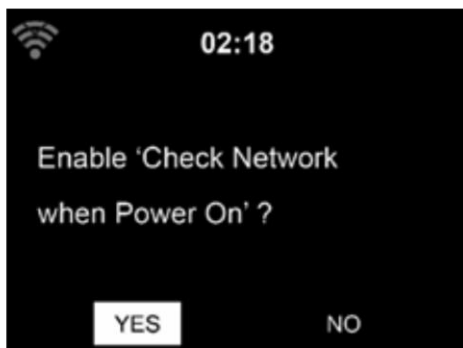 02:18
Enable ‘Check Network
when Power On’ ?
YES NO